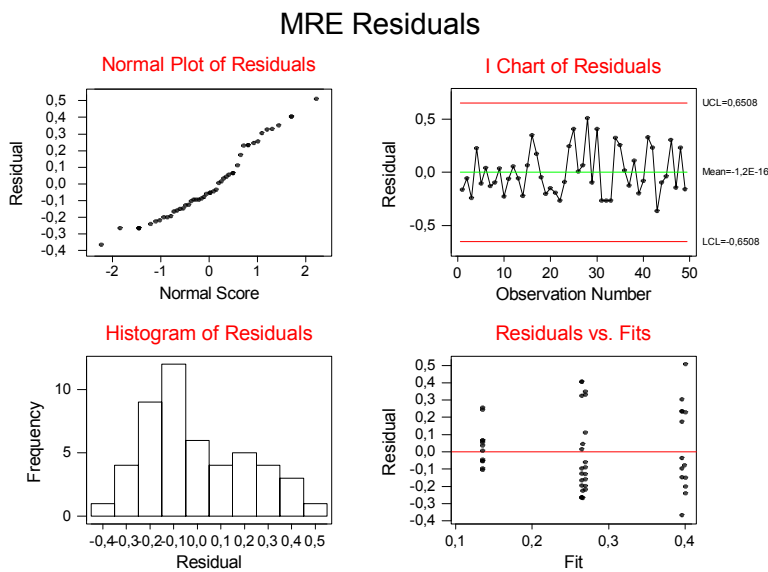 MRE Residuals
Normal Plot of Residuals
0,5
0,4
0,3
0,2
0,1
0,0
-0,1
-0,2
-0,3
-0,4
Residual
-2 -1 0 1 2
Normal Score
I Chart of Residuals
0,5
0,0
-0,5
Residual
UCL=0,6508
Mean=-1,2E-16
LCL=-0,6508
0 10 20 30 40 50
Observation Number
Histogram of Residuals
10
5
0
Frequency
-0,4 -0,3 -0,2 -0,1 0,0 0,1 0,2 0,3 0,4 0,5
Residual
Residuals vs. Fits
0,5
0,4
0,3
0,2
0,1
0,0
-0,1
-0,2
-0,3
-0,4
Residual
0,1 0,2 0,3 0,4
Fit